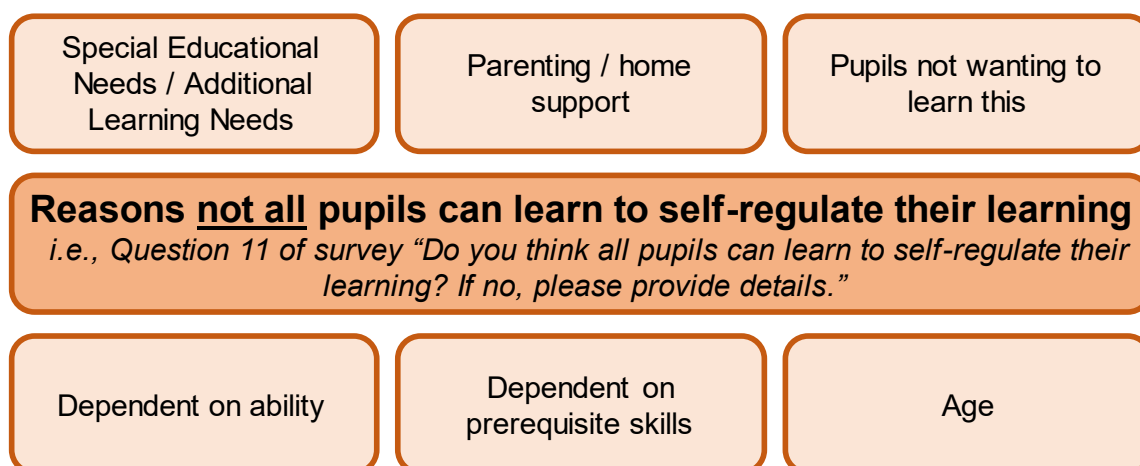 Special Educational
Needs / Additional
Learning Needs
Parenting / home
support
Pupils not wanting to
learn this
Reasons not all pupils can learn to self-regulate their learning
i.e., Question 11 of survey “Do you think all pupils can learn to self-regulate their
learning? If no, please provide details.”
Dependent on ability
Dependent on
prerequisite skills
Age